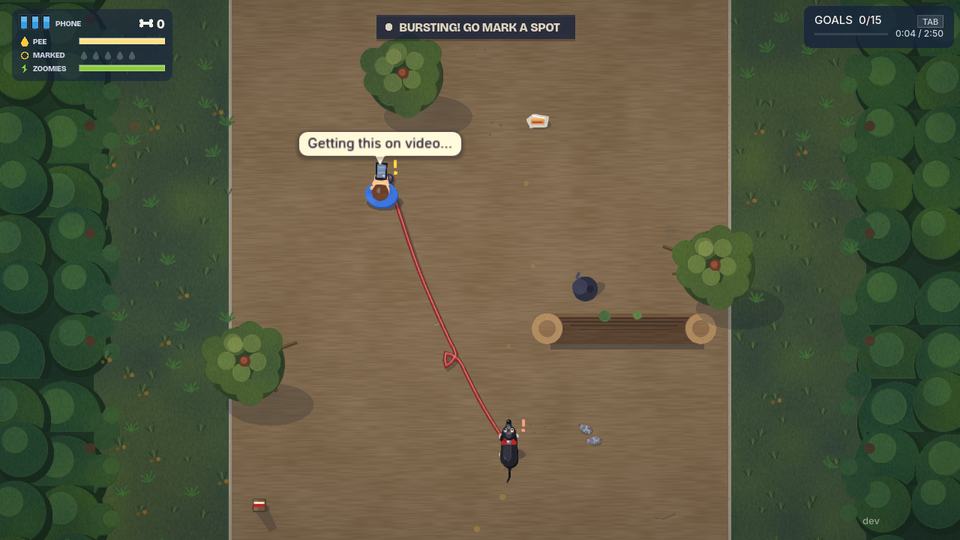 PHONE
0
PEE
MARKED
ZOOMIES
BURSTING! GO MARK A SPOT
GOALS 0/15
TAB
0:04 / 2:50
Getting this on video...
!
!
dev